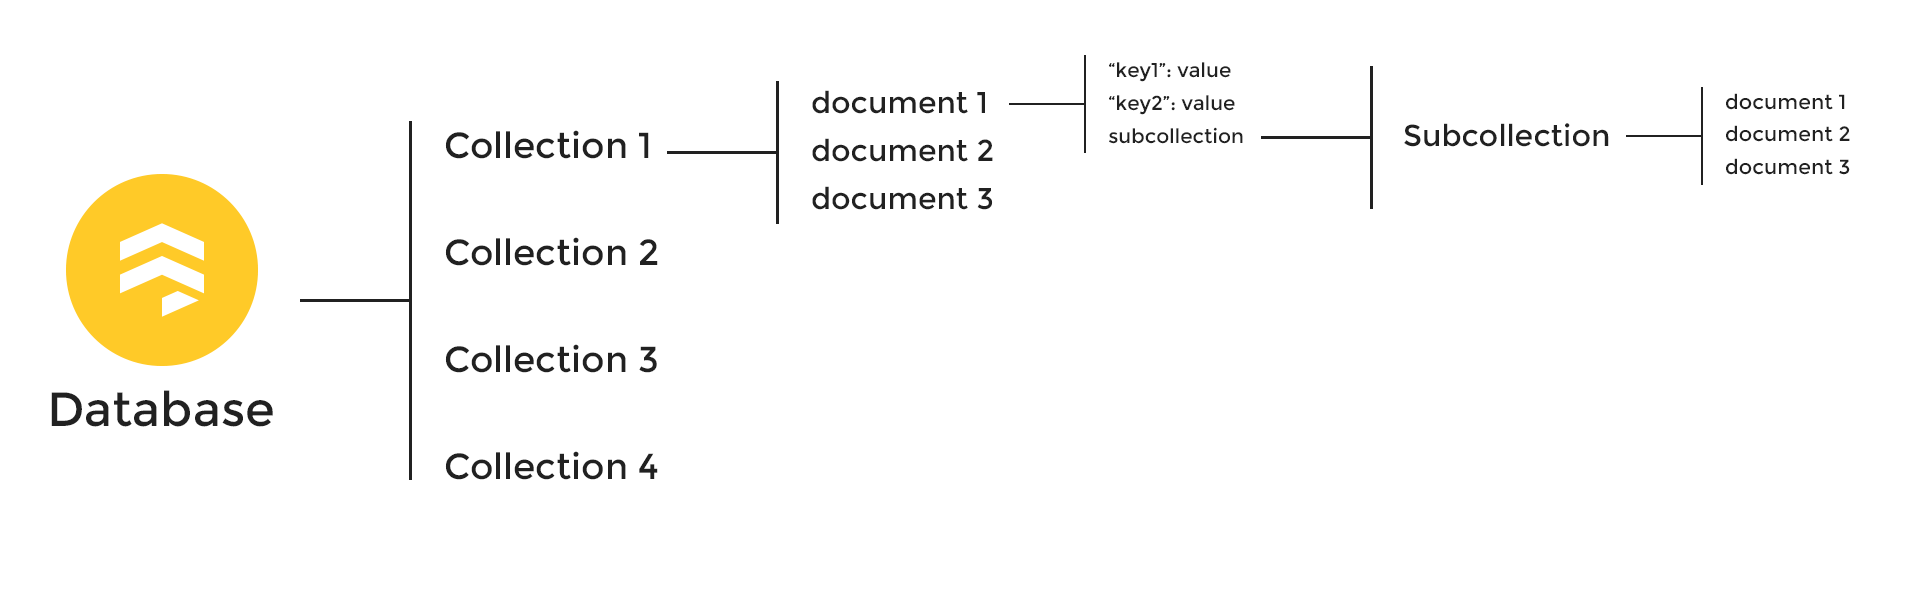 Database
Collection 1
Collection 2
Collection 3
Collection 4
document 1
document 2
document 3
“key1”: value
“key2”: value
subcollection
Subcollection
document 1
document 2
document 3